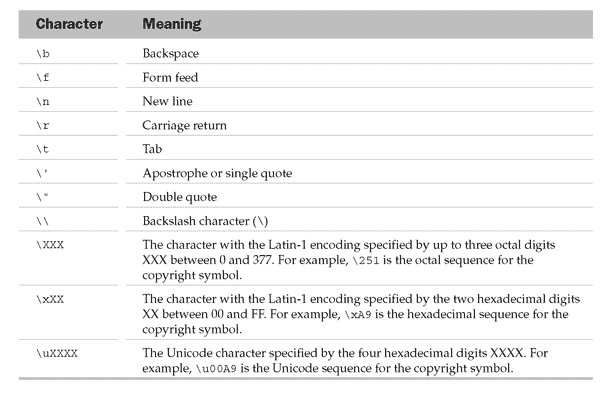 Character Meaning
\b Backspace
\f Form feed
\n New line
\r Carriage return
\t Tab
\' Apostrophe or single quote
\" Double quote
\\ Backslash character (\)
\XXX The character with the Latin-1 encoding specified by up to three octal digits
XXX between 0 and 377. For example, \251 is the octal sequence for the
copyright symbol.
\xXX The character with the Latin-1 encoding specified by the two hexadecimal digits
XX between 00 and FF. For example, \xA9 is the hexadecimal sequence for the
copyright symbol.
\uXXXX The Unicode character specified by the four hexadecimal digits XXXX. For
example, \u00A9 is the Unicode sequence for the copyright symbol.